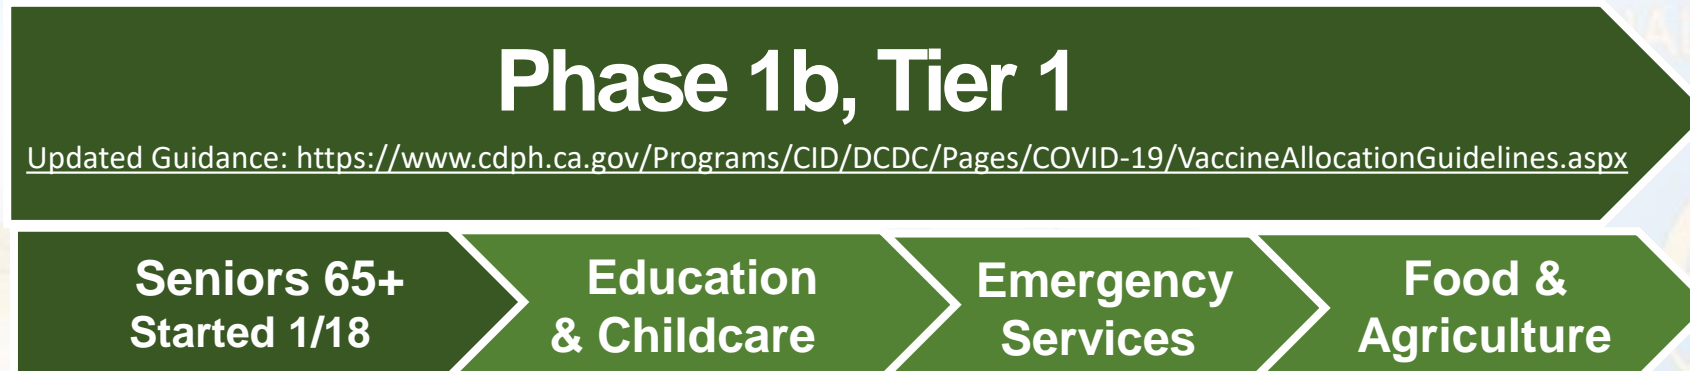 Phase 1b, Tier 1
Updated Guidance: https://www.cdph.ca.gov/Programs/CID/DCDC/Pages/COVID-19/VaccineAllocationGuidelines.aspx
Seniors 65+
Started 1/18
Education
& Childcare
Emergency
Services
Food &
Agriculture